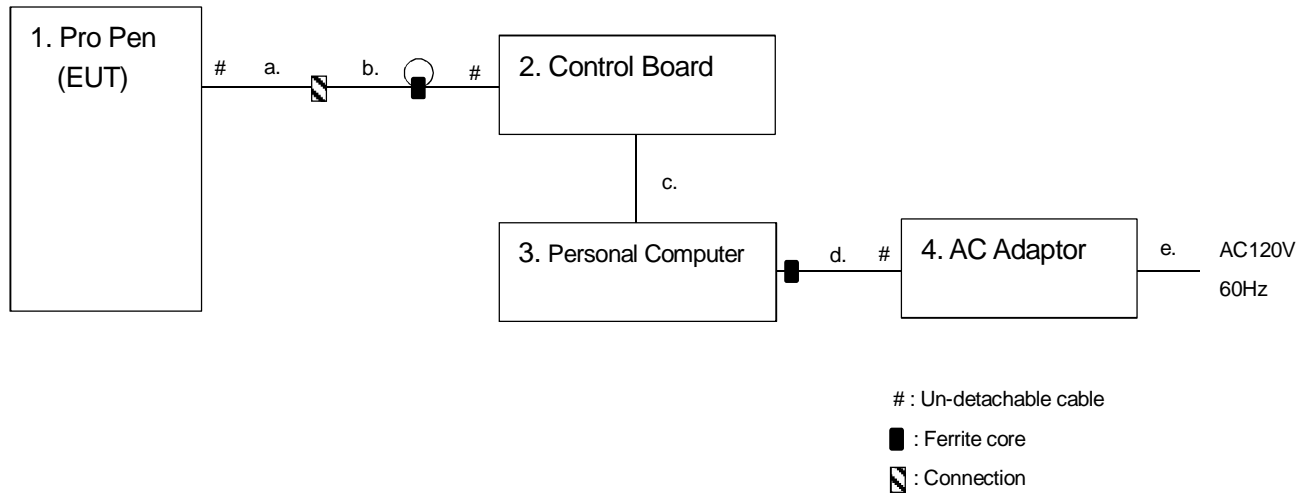 1. Pro Pen
(EUT)
# a. b. #
2. Control Board
c.
3. Personal Computer
d. #
4. AC Adaptor
e. AC120V
60Hz
# : Un-detachable cable
: Ferrite core
: Connection